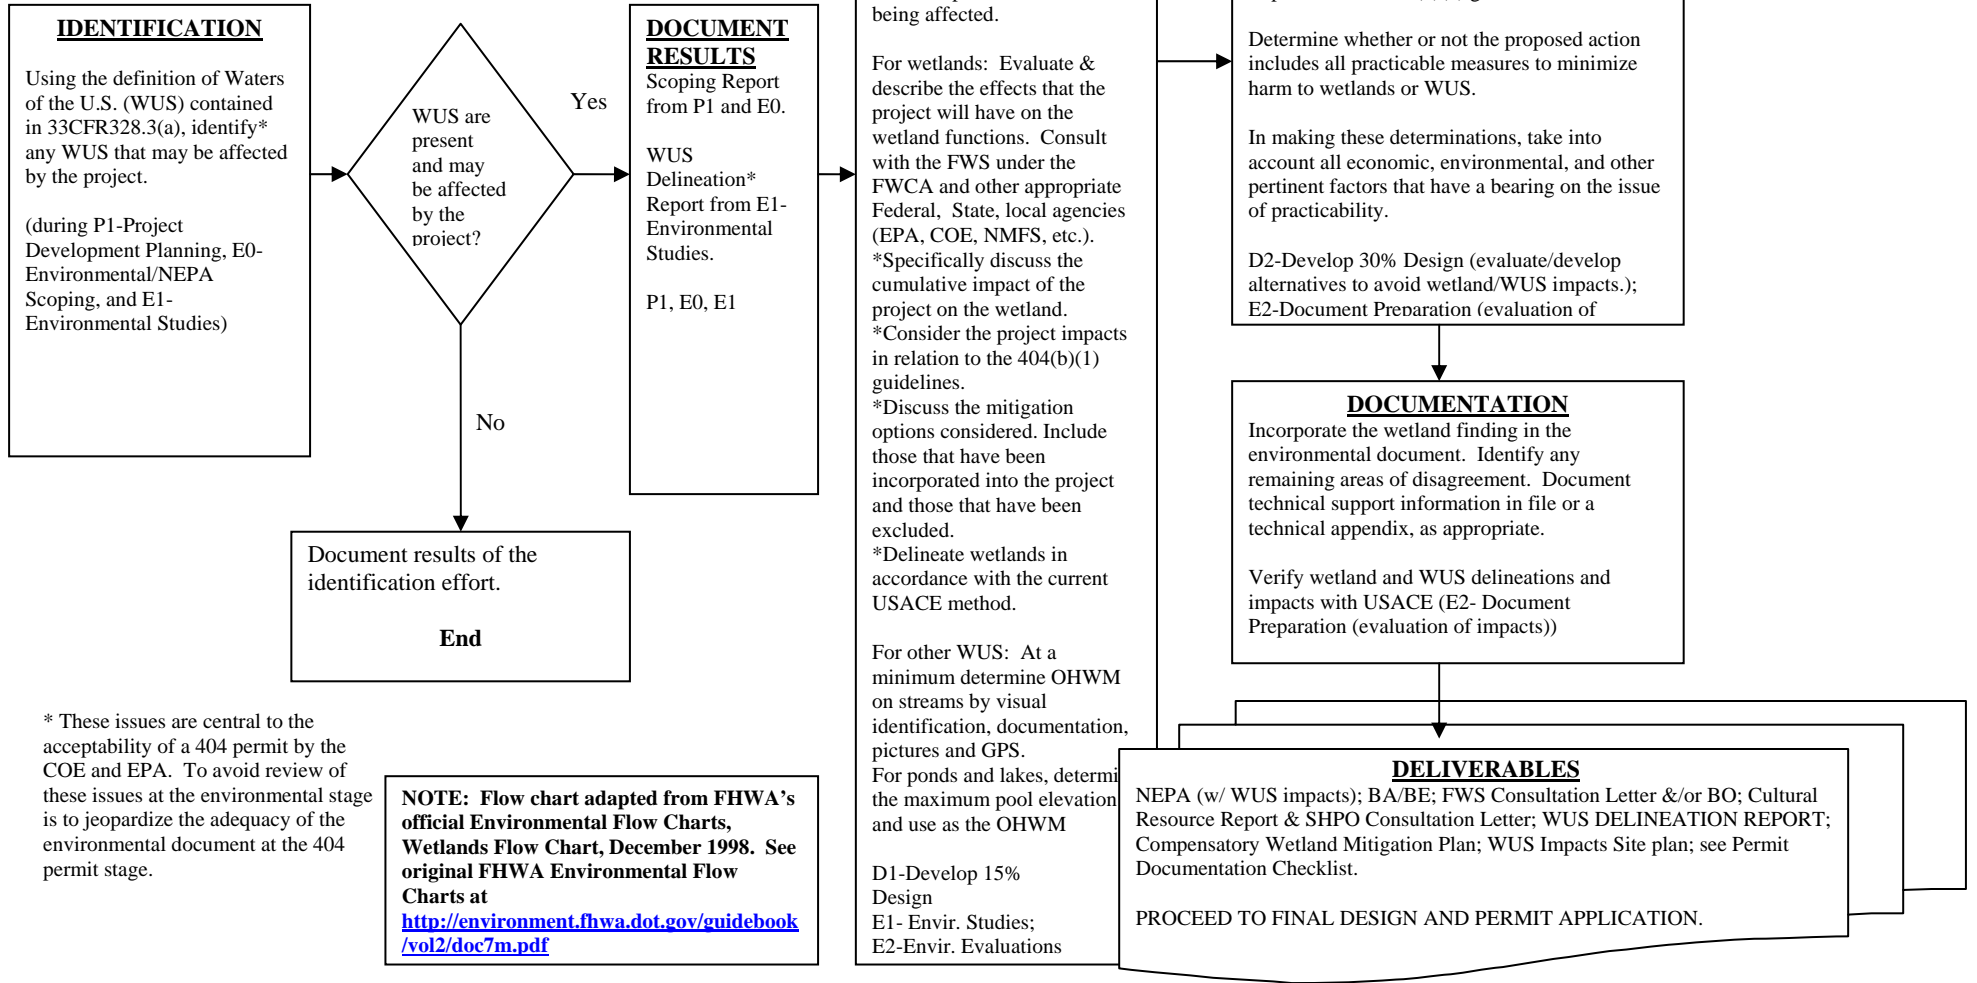 IDENTIFICATION
Using the definition of Waters
of the U.S. (WUS) contained
in 33CFR328.3(a), identify*
any WUS that may be affected
by the project.
(during P1-Project
Development Planning, E0-
Environmental/NEPA
Scoping, and E1-
Environmental Studies)
WUS are
present
and may
be affected
by the
project?
Yes
No
Document results of the
identification effort.
End
DOCUMENT
RESULTS
Scoping Report
from P1 and E0.
WUS
Delineation*
Report from E1-
Environmental
Studies.
P1, E0, E1
being affected.
For wetlands: Evaluate &
describe the effects that the
project will have on the
wetland functions. Consult
with the FWS under the
FWCA and other appropriate
Federal, State, local agencies
(EPA, COE, NMFS, etc.).
*Specifically discuss the
cumulative impact of the
project on the wetland.
*Consider the project impacts
in relation to the 404(b)(1)
guidelines.
*Discuss the mitigation
options considered. Include
those that have been
incorporated into the project
and those that have been
excluded.
*Delineate wetlands in
accordance with the current
USACE method.
For other WUS: At a
minimum determine OHWM
on streams by visual
identification, documentation,
pictures and GPS.
For ponds and lakes, determi
the maximum pool elevation
and use as the OHWM
D1-Develop 15%
Design
E1- Envir. Studies;
E2-Envir. Evaluations
Determine whether or not the proposed action
includes all practicable measures to minimize
harm to wetlands or WUS.
In making these determinations, take into
account all economic, environmental, and other
pertinent factors that have a bearing on the issue
of practicability.
D2-Develop 30% Design (evaluate/develop
alternatives to avoid wetland/WUS impacts.);
E2-Document Preparation (evaluation of
DOCUMENTATION
Incorporate the wetland finding in the
environmental document. Identify any
remaining areas of disagreement. Document
technical support information in file or a
technical appendix, as appropriate.
Verify wetland and WUS delineations and
impacts with USACE (E2- Document
Preparation (evaluation of impacts))
DELIVERABLES
NEPA (w/ WUS impacts); BA/BE; FWS Consultation Letter &/or BO; Cultural
Resource Report & SHPO Consultation Letter; WUS DELINEATION REPORT;
Compensatory Wetland Mitigation Plan; WUS Impacts Site plan; see Permit
Documentation Checklist.
PROCEED TO FINAL DESIGN AND PERMIT APPLICATION.
* These issues are central to the
acceptability of a 404 permit by the
COE and EPA. To avoid review of
these issues at the environmental stage
is to jeopardize the adequacy of the
environmental document at the 404
permit stage.
NOTE: Flow chart adapted from FHWA's
official Environmental Flow Charts,
Wetlands Flow Chart, December 1998. See
original FHWA Environmental Flow
Charts at
http://environment.fhwa.dot.gov/guidebook
/vol2/doc7m.pdf